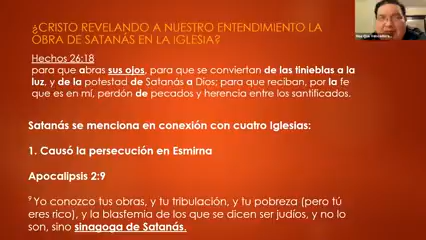 ¿CRISTO REVELANDO A NUESTRO ENTENDIMIENTO LA
OBRA DE SATANÁS EN LA IGLESIA?
Hechos 26:18
para que abras sus ojos, para que se conviertan de las tinieblas a la
luz, y de la potestad de Satanás a Dios; para que reciban, por la fe
que es en mí, perdón de pecados y herencia entre los santificados.
Satanás se menciona en conexión con cuatro Iglesias:
1. Causó la persecución en Esmirna
Apocalipsis 2:9
9 Yo conozco tus obras, y tu tribulación, y tu pobreza (pero tú
eres rico), y la blasfemia de los que se dicen ser judíos, y no lo
son, sino sinagoga de Satanás.